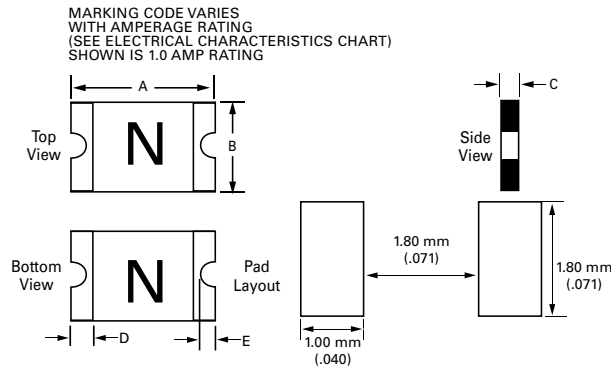 MARKING CODE VARIES
WITH AMPERAGE RATING
(SEE ELECTRICAL CHARACTERISTICS CHART)
SHOWN IS 1.0 AMP RATING
A
C
Top
View
N
B
Side
View
Bottom
View
N
Pad
Layout
1.80 mm
(.071)
1.80 mm
(.071)
D
E
1.00 mm
(.040)